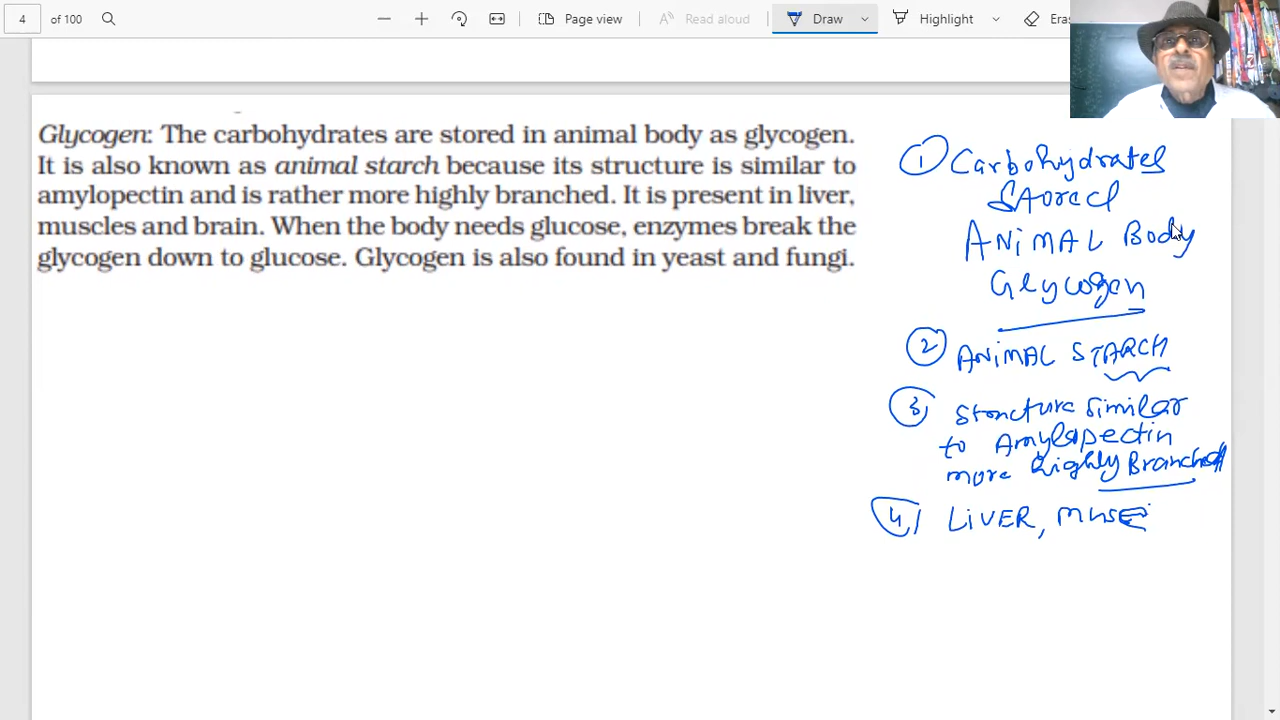 4 of 100 Page view Read aloud Draw Highlight Eras
Glycogen: The carbohydrates are stored in animal body as glycogen.
It is also known as animal starch because its structure is similar to
amylopectin and is rather more highly branched. It is present in liver,
muscles and brain. When the body needs glucose, enzymes break the
glycogen down to glucose. Glycogen is also found in yeast and fungi.
1 Carbohydrates
Stored
ANiMAL Body
Glycogen
2 ANiMAL STARCH
3 Structure Similar
to Amylopectin
more highly Branched
4 LiVER,